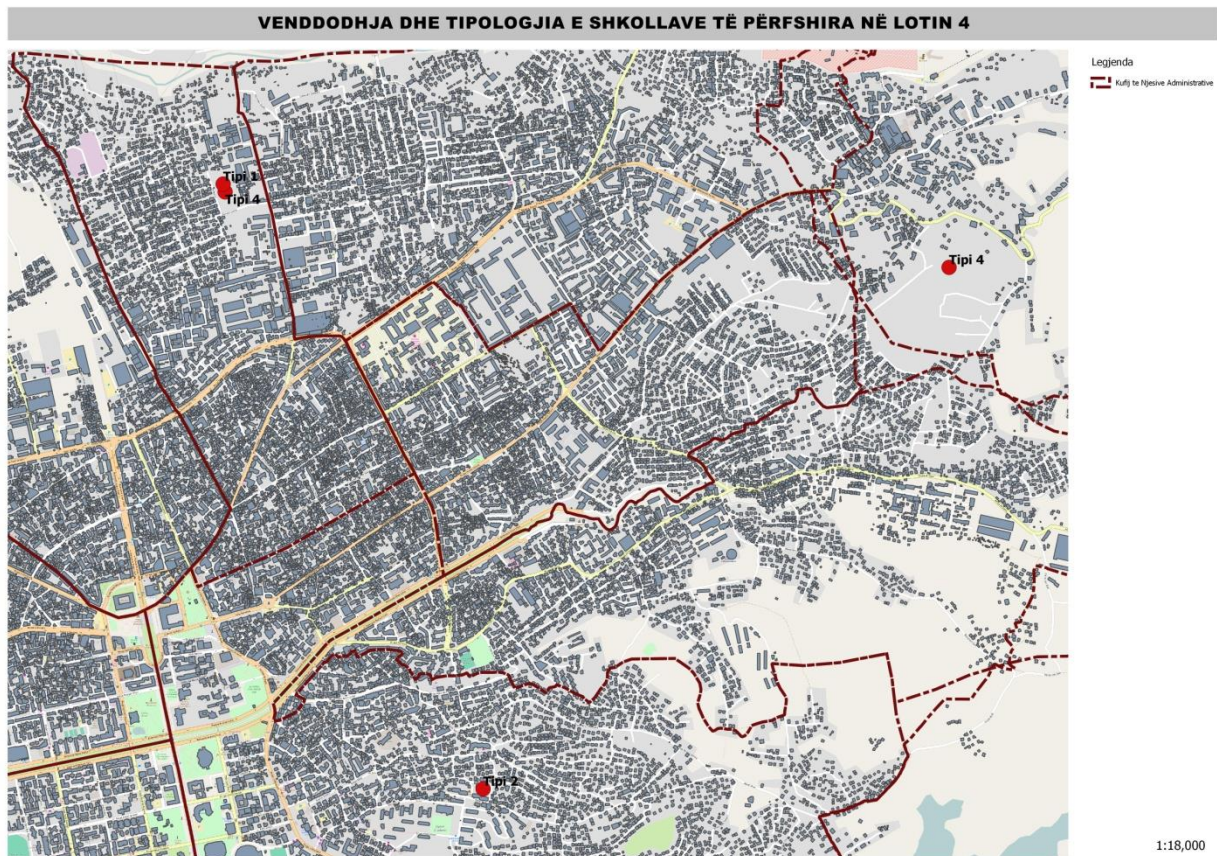 VENDDODHJA DHE TIPOLOGJIA E SHKOLLAVE TË PËRFSHIRA NË LOTIN 4
Legjenda
Kufij te Njesive Administrative
Tipi 1
Tipi 4
Tipi 4
Tipi 2
1:18,000